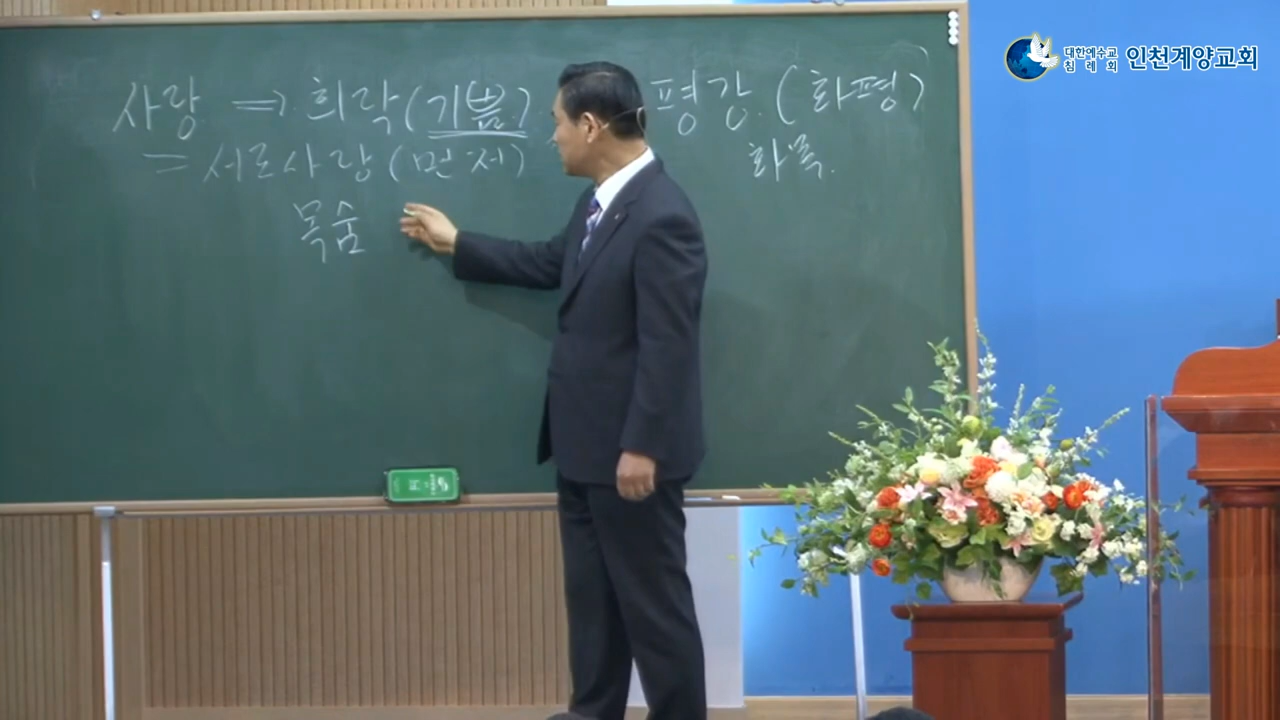 사랑 ⇒ 희락(기쁨) 평강.(화평)
= 서로사랑(먼저) 화목.
목숨
대한예수교
침례회
인천계양교회